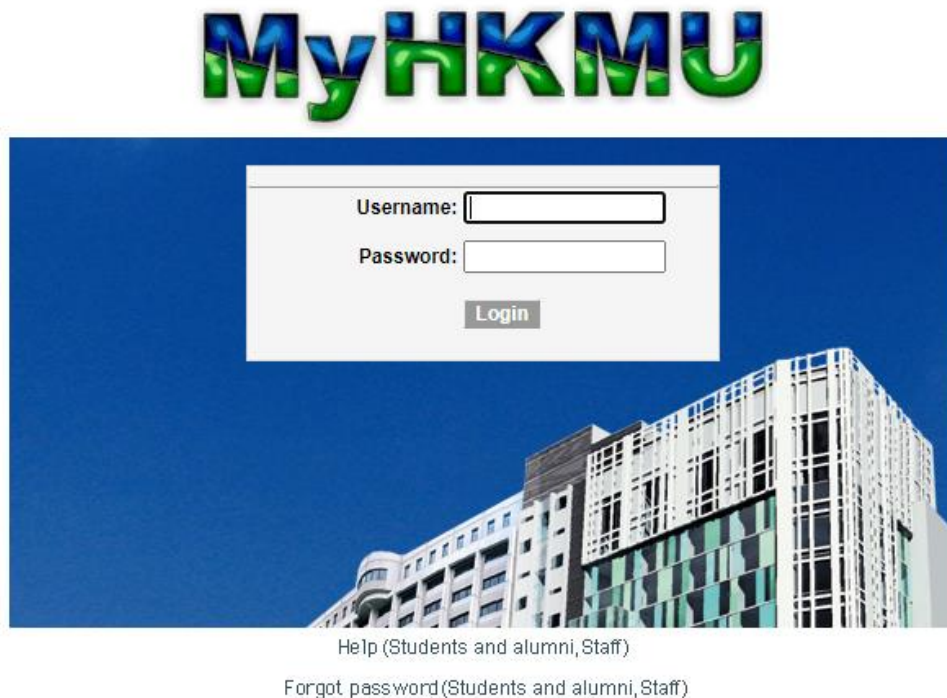 MyHKMU
Username:
Password:
Login
Help (Students and alumni,Staff)
Forgot password(Students and alumni,Staff)